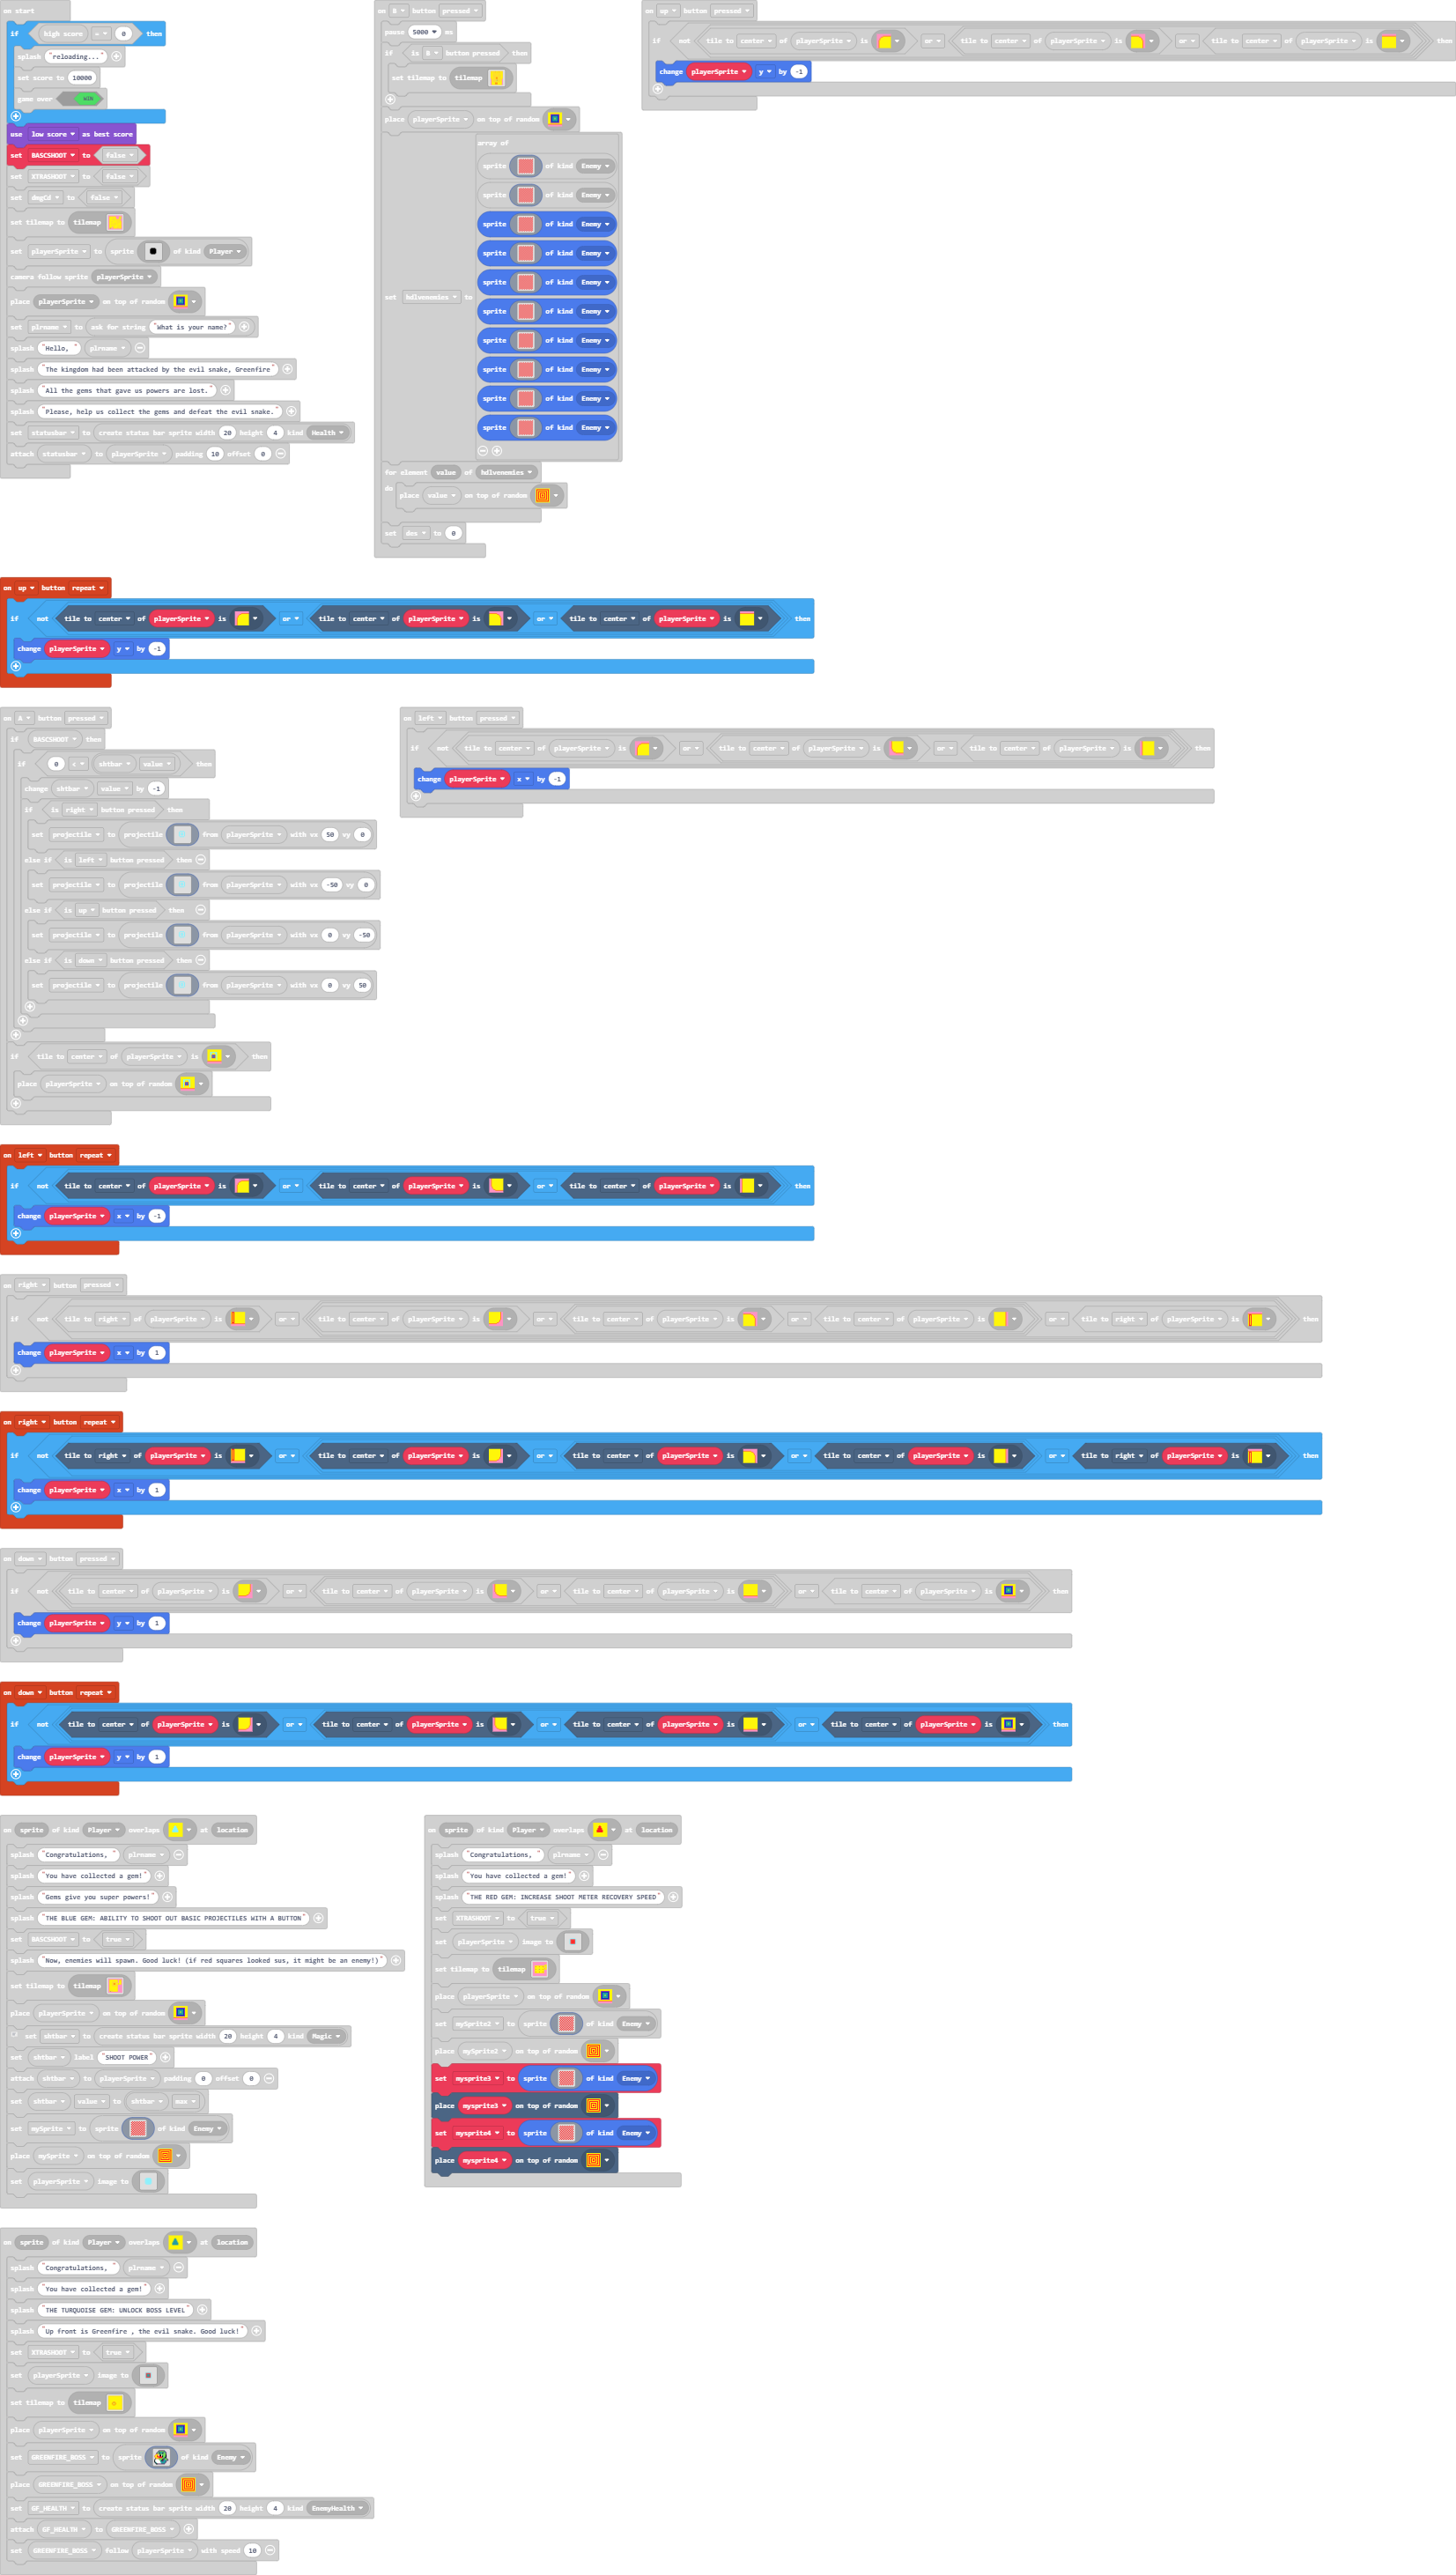 on start
if high score = 0 then
splash "reloading..."
set score to 10000
game over WIN
use low score as best score
set BASCSHOOT to false
set XTRASHOOT to false
set dmgCd to false
set tilemap to tilemap
set playerSprite to sprite of kind Player
camera follow sprite playerSprite
place playerSprite on top of random
set plrname to ask for string "What is your name?"
splash "Hello, " plrname
splash "The kingdom had been attacked by the evil snake, Greenfire"
splash "All the gems that gave us powers are lost."
splash "Please, help us collect the gems and defeat the evil snake."
set statusbar to create status bar sprite width 20 height 4 kind Health
attach statusbar to playerSprite padding 10 offset 0
on B button pressed
pause 5000 ms
if is B button pressed then
set tilemap to tilemap
place playerSprite on top of random
set hdlvenemies to array of
sprite of kind Enemy
sprite of kind Enemy
sprite of kind Enemy
sprite of kind Enemy
sprite of kind Enemy
sprite of kind Enemy
sprite of kind Enemy
sprite of kind Enemy
sprite of kind Enemy
sprite of kind Enemy
for element value of hdlvenemies
do place value on top of random
set des to 0
on up button pressed
if not tile to center of playerSprite is or tile to center of playerSprite is or tile to center of playerSprite is then
change playerSprite y by -1
on up button repeat
if not tile to center of playerSprite is or tile to center of playerSprite is or tile to center of playerSprite is then
change playerSprite y by -1
on A button pressed
if BASCSHOOT then
if 0 < shtbar value then
change shtbar value by -1
if is right button pressed then
set projectile to projectile from playerSprite with vx 50 vy 0
else if is left button pressed then
set projectile to projectile from playerSprite with vx -50 vy 0
else if is up button pressed then
set projectile to projectile from playerSprite with vx 0 vy -50
else if is down button pressed then
set projectile to projectile from playerSprite with vx 0 vy 50
if tile to center of playerSprite is then
place playerSprite on top of random
on left button pressed
if not tile to center of playerSprite is or tile to center of playerSprite is or tile to center of playerSprite is then
change playerSprite x by -1
on left button repeat
if not tile to center of playerSprite is or tile to center of playerSprite is or tile to center of playerSprite is then
change playerSprite x by -1
on right button pressed
if not tile to right of playerSprite is or tile to center of playerSprite is or tile to center of playerSprite is or tile to center of playerSprite is or tile to right of playerSprite is then
change playerSprite x by 1
on right button repeat
if not tile to right of playerSprite is or tile to center of playerSprite is or tile to center of playerSprite is or tile to center of playerSprite is or tile to right of playerSprite is then
change playerSprite x by 1
on down button pressed
if not tile to center of playerSprite is or tile to center of playerSprite is or tile to center of playerSprite is or tile to center of playerSprite is then
change playerSprite y by 1
on down button repeat
if not tile to center of playerSprite is or tile to center of playerSprite is or tile to center of playerSprite is or tile to center of playerSprite is then
change playerSprite y by 1
on sprite of kind Player overlaps at location
splash "Congratulations, " plrname
splash "You have collected a gem!"
splash "Gems give you super powers!"
splash "THE BLUE GEM: ABILITY TO SHOOT OUT BASIC PROJECTILES WITH A BUTTON"
set BASCSHOOT to true
splash "Now, enemies will spawn. Good luck! (if red squares looked sus, it might be an enemy!)"
set tilemap to tilemap
place playerSprite on top of random
set shtbar to create status bar sprite width 20 height 4 kind Magic
set shtbar label "SHOOT POWER"
attach shtbar to playerSprite padding 0 offset 0
set shtbar value to shtbar max
set mySprite to sprite of kind Enemy
place mySprite on top of random
set playerSprite image to
on sprite of kind Player overlaps at location
splash "Congratulations, " plrname
splash "You have collected a gem!"
splash "THE RED GEM: INCREASE SHOOT METER RECOVERY SPEED"
set XTRASHOOT to true
set playerSprite image to
set tilemap to tilemap
place playerSprite on top of random
set mySprite2 to sprite of kind Enemy
place mySprite2 on top of random
set mysprite3 to sprite of kind Enemy
place mysprite3 on top of random
set mysprite4 to sprite of kind Enemy
place mysprite4 on top of random
on sprite of kind Player overlaps at location
splash "Congratulations, " plrname
splash "You have collected a gem!"
splash "THE TURQUOISE GEM: UNLOCK BOSS LEVEL"
splash "Up front is Greenfire , the evil snake. Good luck!"
set XTRASHOOT to true
set playerSprite image to
set tilemap to tilemap
place playerSprite on top of random
set GREENFIRE_BOSS to sprite of kind Enemy
place GREENFIRE_BOSS on top of random
set GF_HEALTH to create status bar sprite width 20 height 4 kind EnemyHealth
attach GF_HEALTH to GREENFIRE_BOSS
set GREENFIRE_BOSS follow playerSprite with speed 10